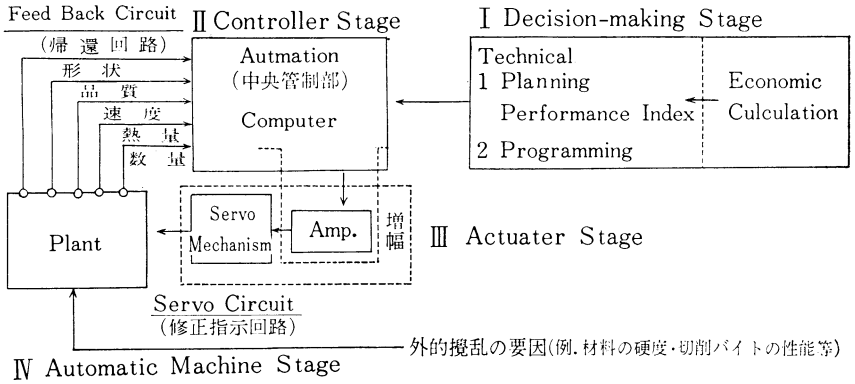 Feed Back Circuit
(帰還回路)
形状
品質
速度
熱量
数量
Ⅱ Controller Stage
Autmation
(中央管制部)
Computer
Ⅰ Decision-making Stage
Technical
1 Planning
Performance Index
2 Programming
Economic
Culculation
Plant
Servo
Mechanism
Amp.
増幅
Ⅲ Actuater Stage
Servo Circuit
(修正指示回路)
外的攪乱の要因(例.材料の硬度・切削バイトの性能等)
Ⅳ Automatic Machine Stage